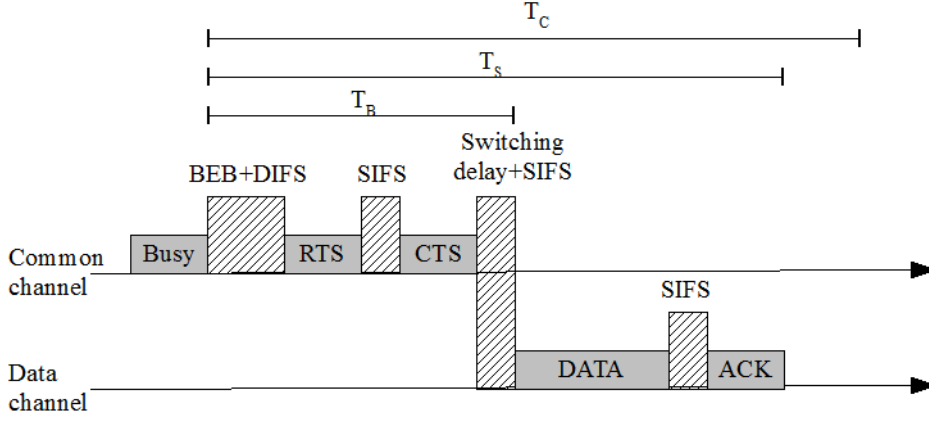 T_C
T_S
T_B
Switching
delay+SIFS
BEB+DIFS
SIFS
Busy
RTS
CTS
Common
channel
SIFS
DATA
ACK
Data
channel